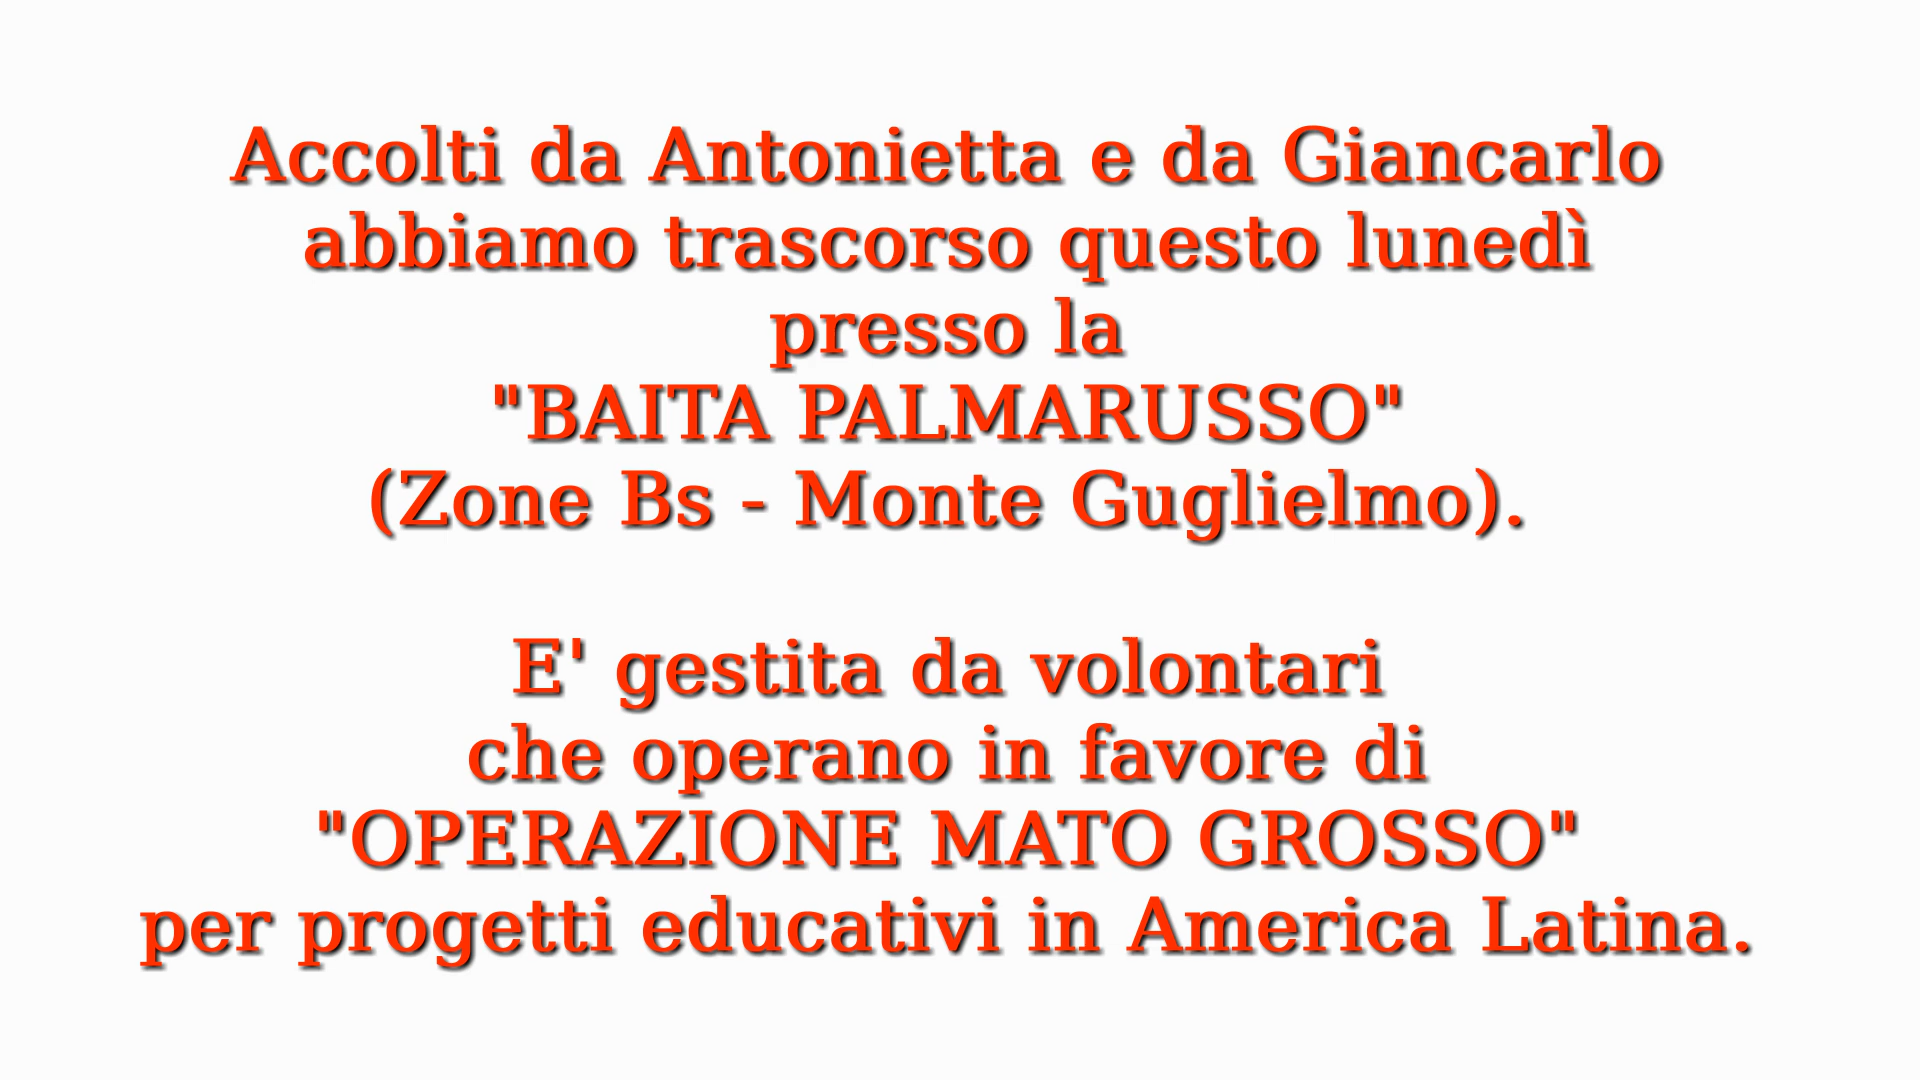 Accolti da Antonietta e da Giancarlo
abbiamo trascorso questo lunedì
presso la
"BAITA PALMARUSSO"
(Zone Bs - Monte Guglielmo).
E' gestita da volontari
che operano in favore di
"OPERAZIONE MATO GROSSO"
per progetti educativi in America Latina.